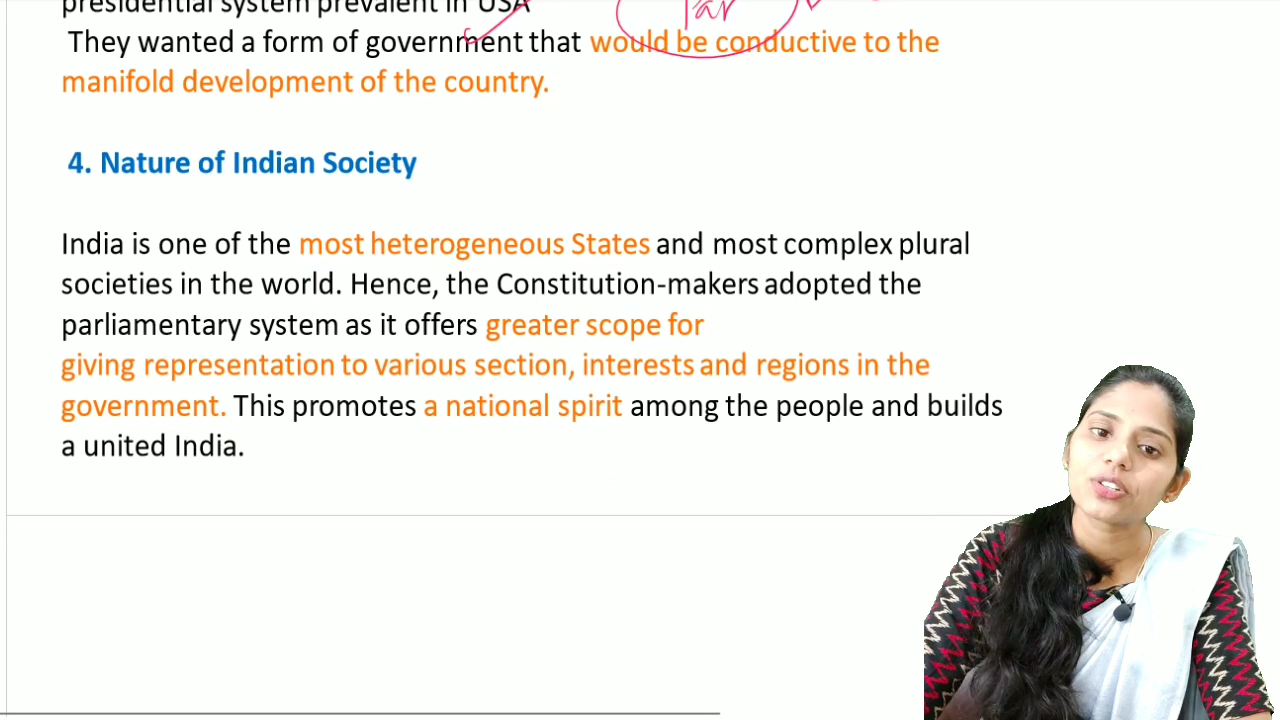 presidential system prevalent in USA
Par
They wanted a form of government that would be conductive to the
manifold development of the country.
4. Nature of Indian Society
India is one of the most heterogeneous States and most complex plural
societies in the world. Hence, the Constitution-makers adopted the
parliamentary system as it offers greater scope for
giving representation to various section, interests and regions in the
government. This promotes a national spirit among the people and builds
a united India.